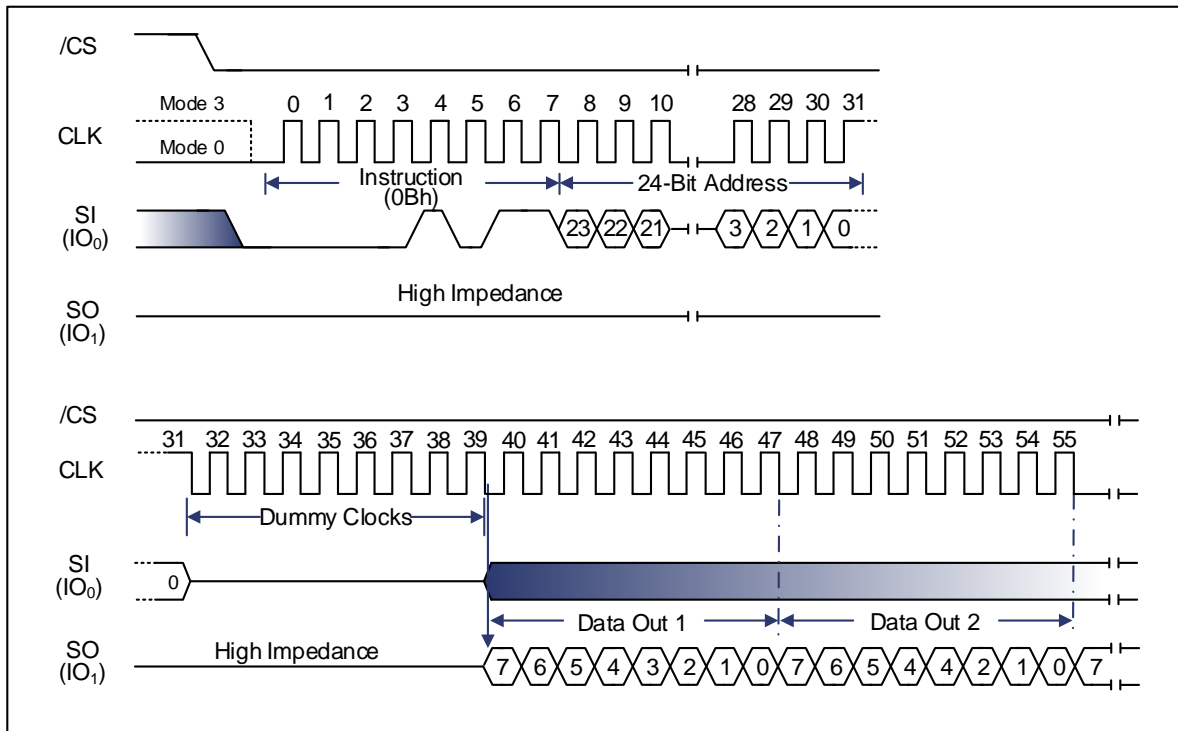 /CS
Mode 3
0 1 2 3 4 5 6 7 8 9 10 28 29 30 31
CLK
Mode 0
Instruction
(0Bh)
24-Bit Address
SI
(IO0)
23 22 21 3 2 1 0
High Impedance
SO
(IO1)
/CS
31 32 33 34 35 36 37 38 39 40 41 42 43 44 45 46 47 48 49 50 51 52 53 54 55
CLK
Dummy Clocks
SI
(IO0)
0
Data Out 1
Data Out 2
SO
(IO1)
High Impedance
7 6 5 4 3 2 1 0 7 6 5 4 4 2 1 0 7